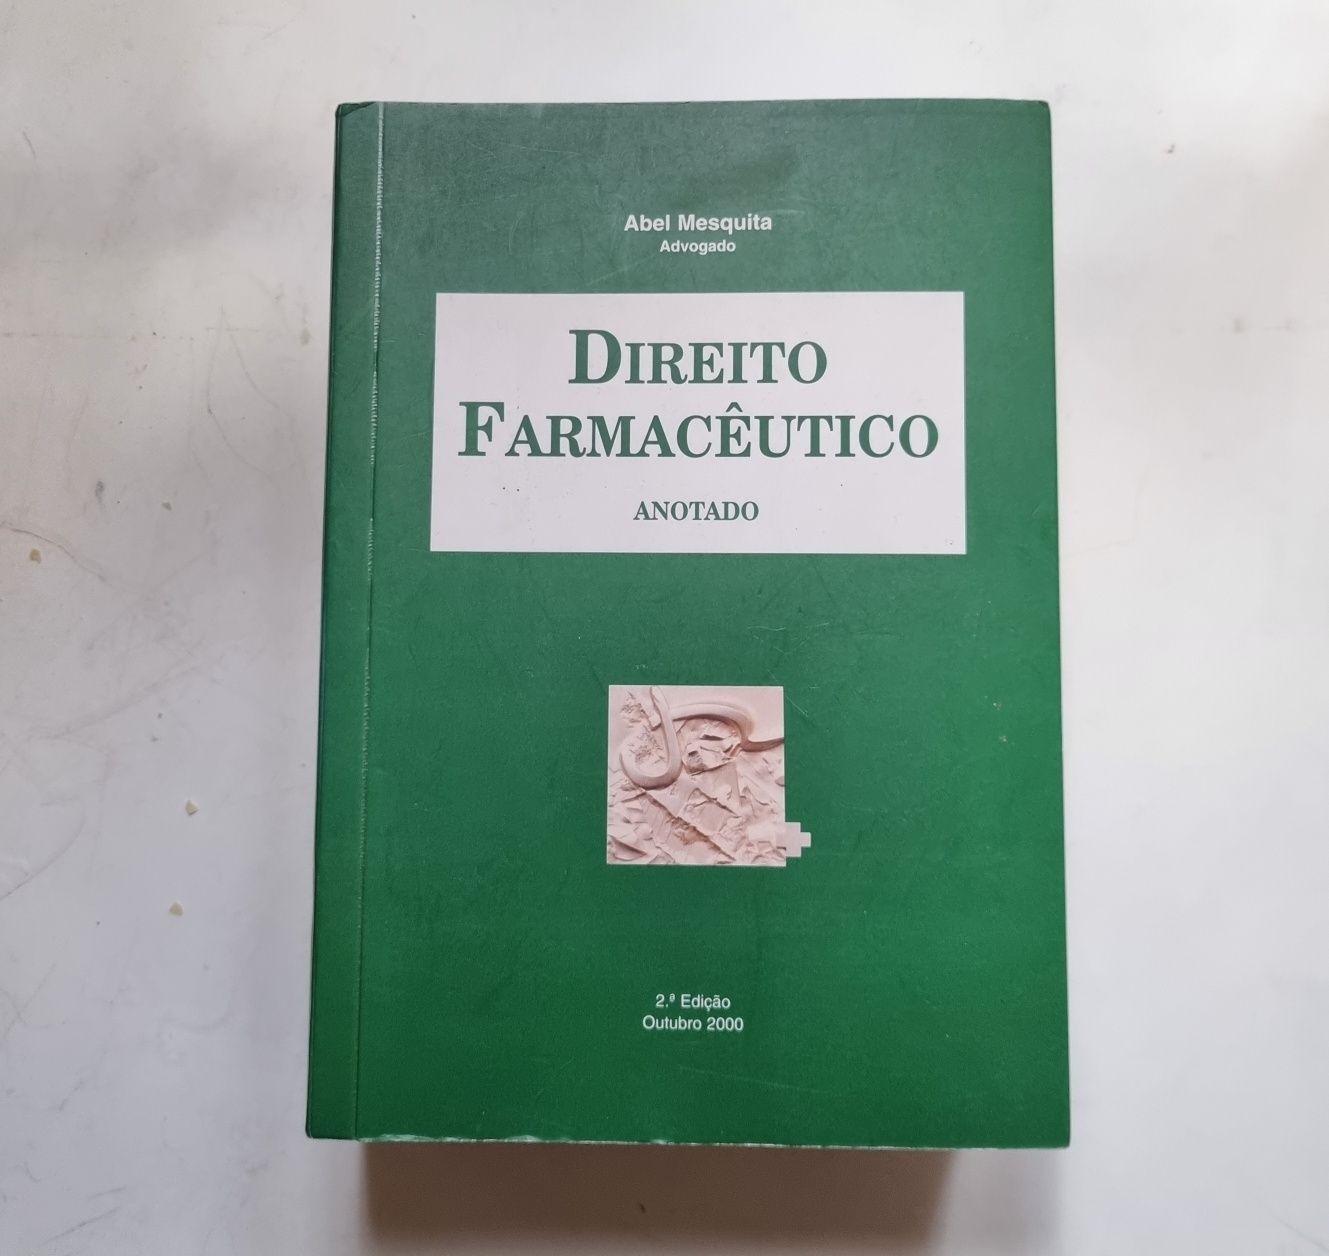 Abel Mesquita
Advogado
DIREITO
FARMACÊUTICO
ANOTADO
2.ª Edição
Outubro 2000